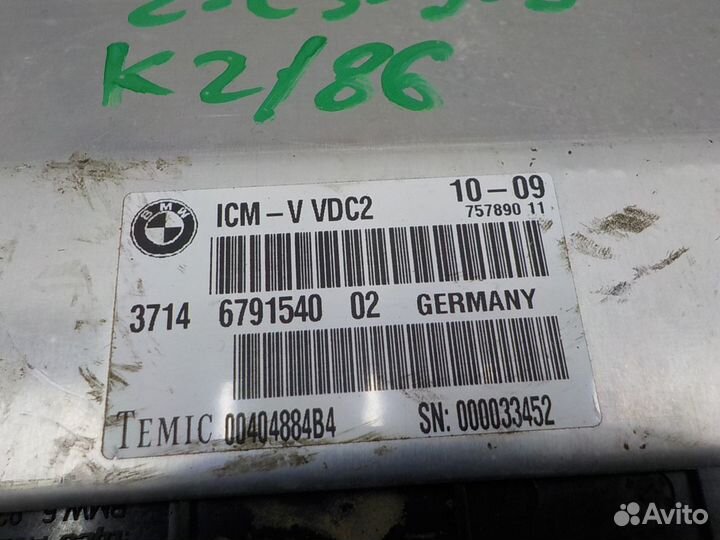 K2/86
BMW
ICM - V VDC2
10 - 09
757890 11
3714 6791540 02 GERMANY
TEMIC 00404884B4 SN: 000033452
Avito